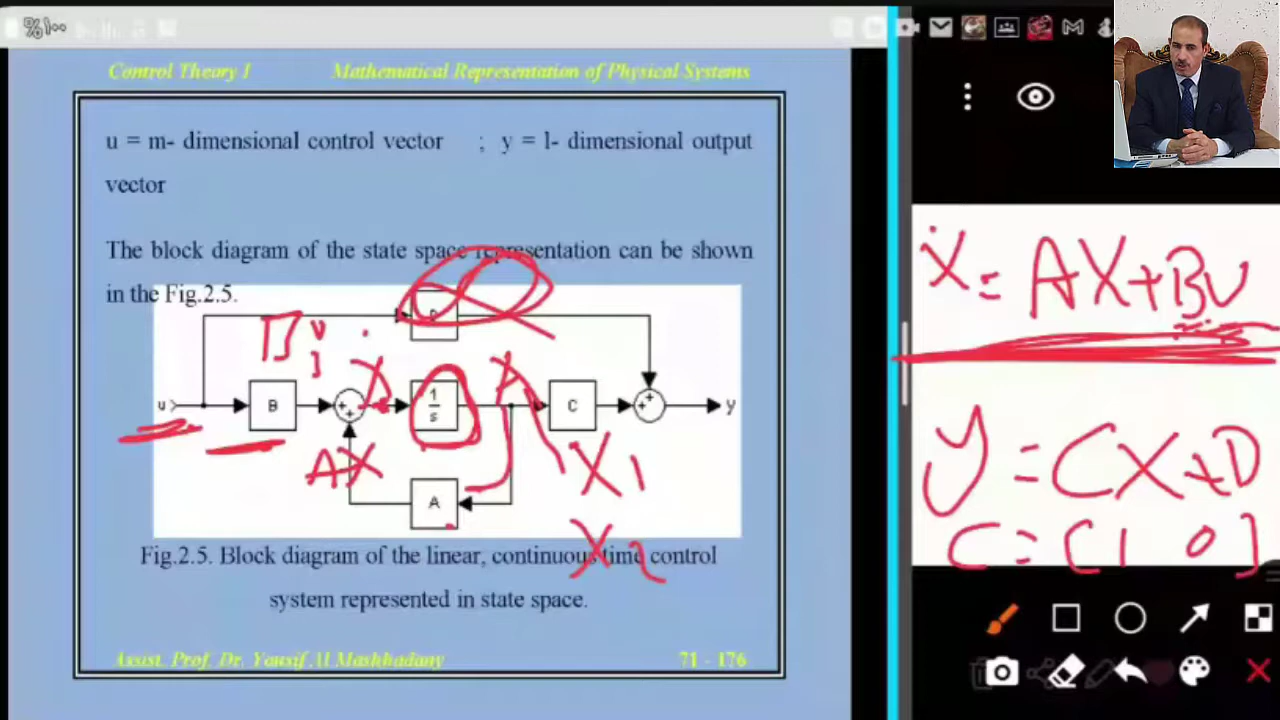 %١٠٠
Control Theory I Mathematical Representation of Physical Systems
u = m- dimensional control vector ; y = l- dimensional output
vector
The block diagram of the state space representation can be shown
in the Fig.2.5.
u
B
1
s
C
A
y
AX
X1
X2
Fig.2.5. Block diagram of the linear, continuous time control
system represented in state space.
Assist. Prof. Dr. Yousif Al Mashhadany 71 - 176
Ẋ = AX+BU
Y = CX+D
C = [1 0]